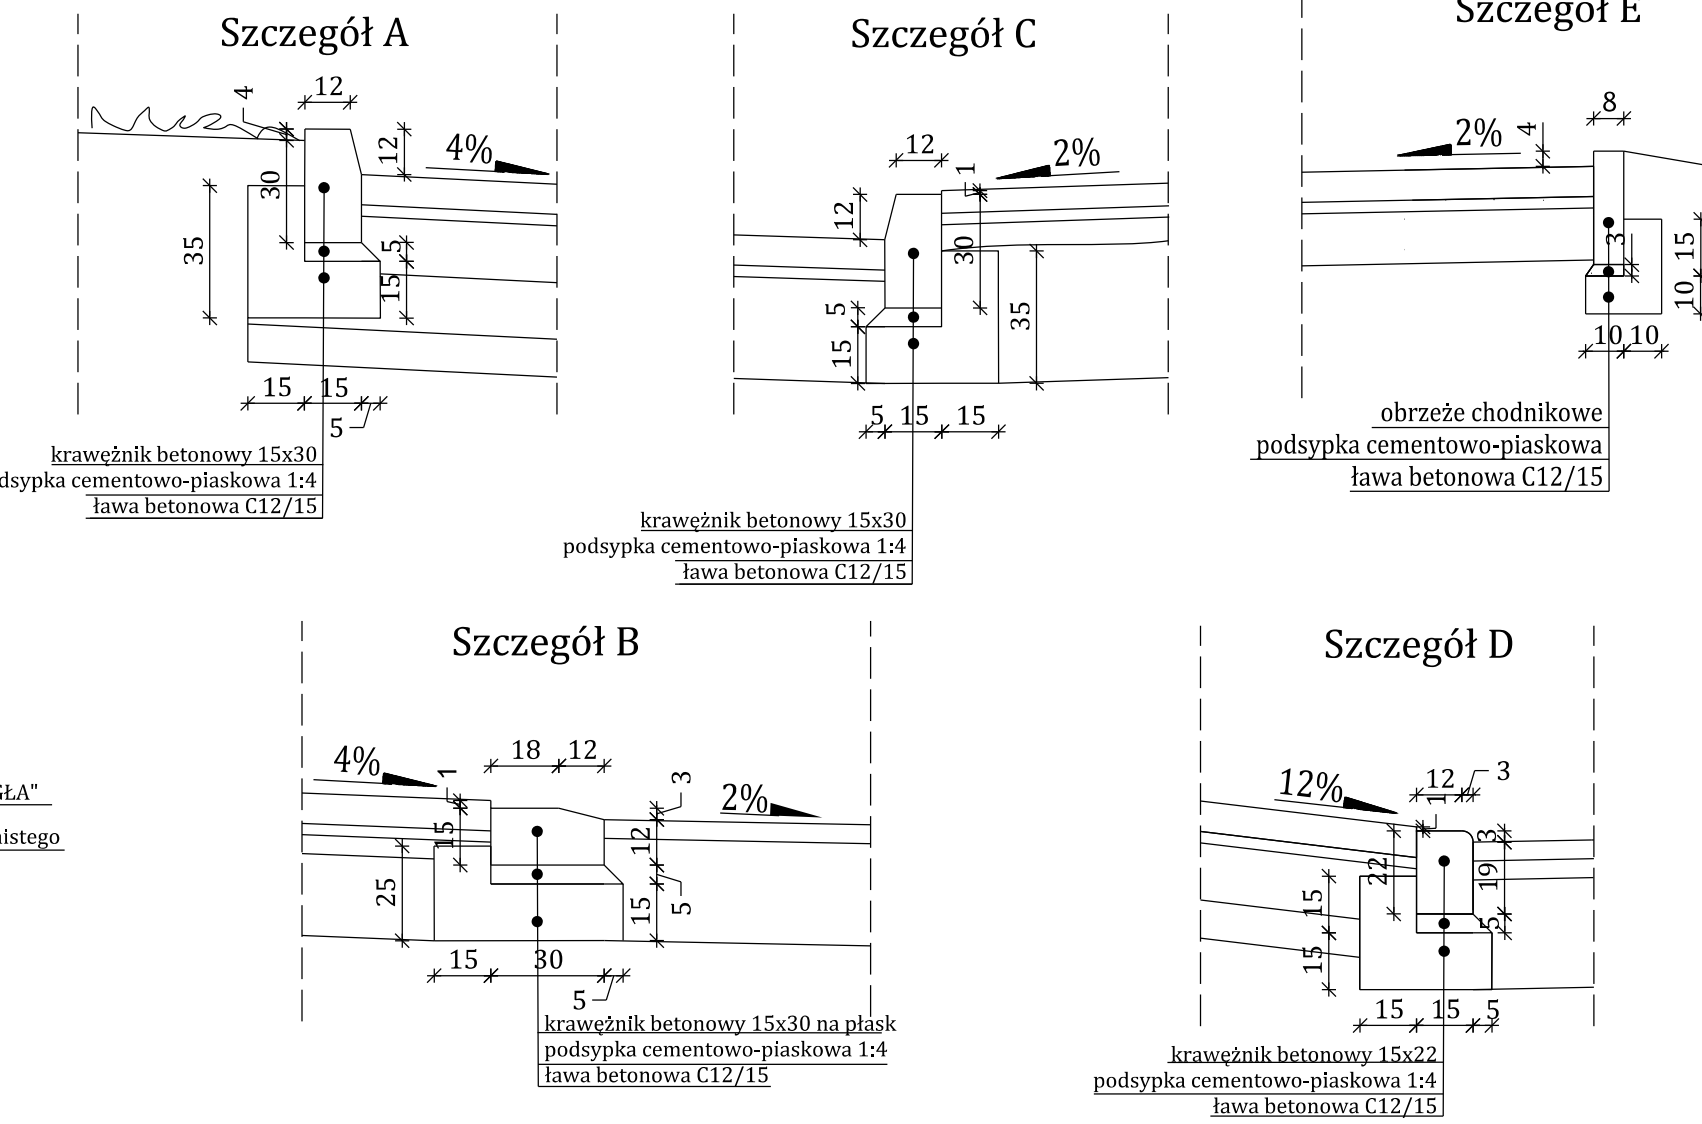 Szczegół A
4
12
12
4%
30
35
5
15
15
15
5
krawężnik betonowy 15x30
odsypka cementowo-piaskowa 1:4
ława betonowa C12/15
Szczegół C
12
1
2%
12
30
5
35
15
5
15
15
krawężnik betonowy 15x30
podsypka cementowo-piaskowa 1:4
ława betonowa C12/15
Szczegół E
8
2%
4
3
15
10
10
10
obrzeże chodnikowe
podsypka cementowo-piaskowa
ława betonowa C12/15
GŁA"
nistego
Szczegół B
18
12
4%
1
3
2%
15
12
25
15
5
15
30
5
krawężnik betonowy 15x30 na płask
podsypka cementowo-piaskowa 1:4
ława betonowa C12/15
Szczegół D
12
3
12%
1
3
22
19
15
5
15
15
15
5
krawężnik betonowy 15x22
podsypka cementowo-piaskowa 1:4
ława betonowa C12/15